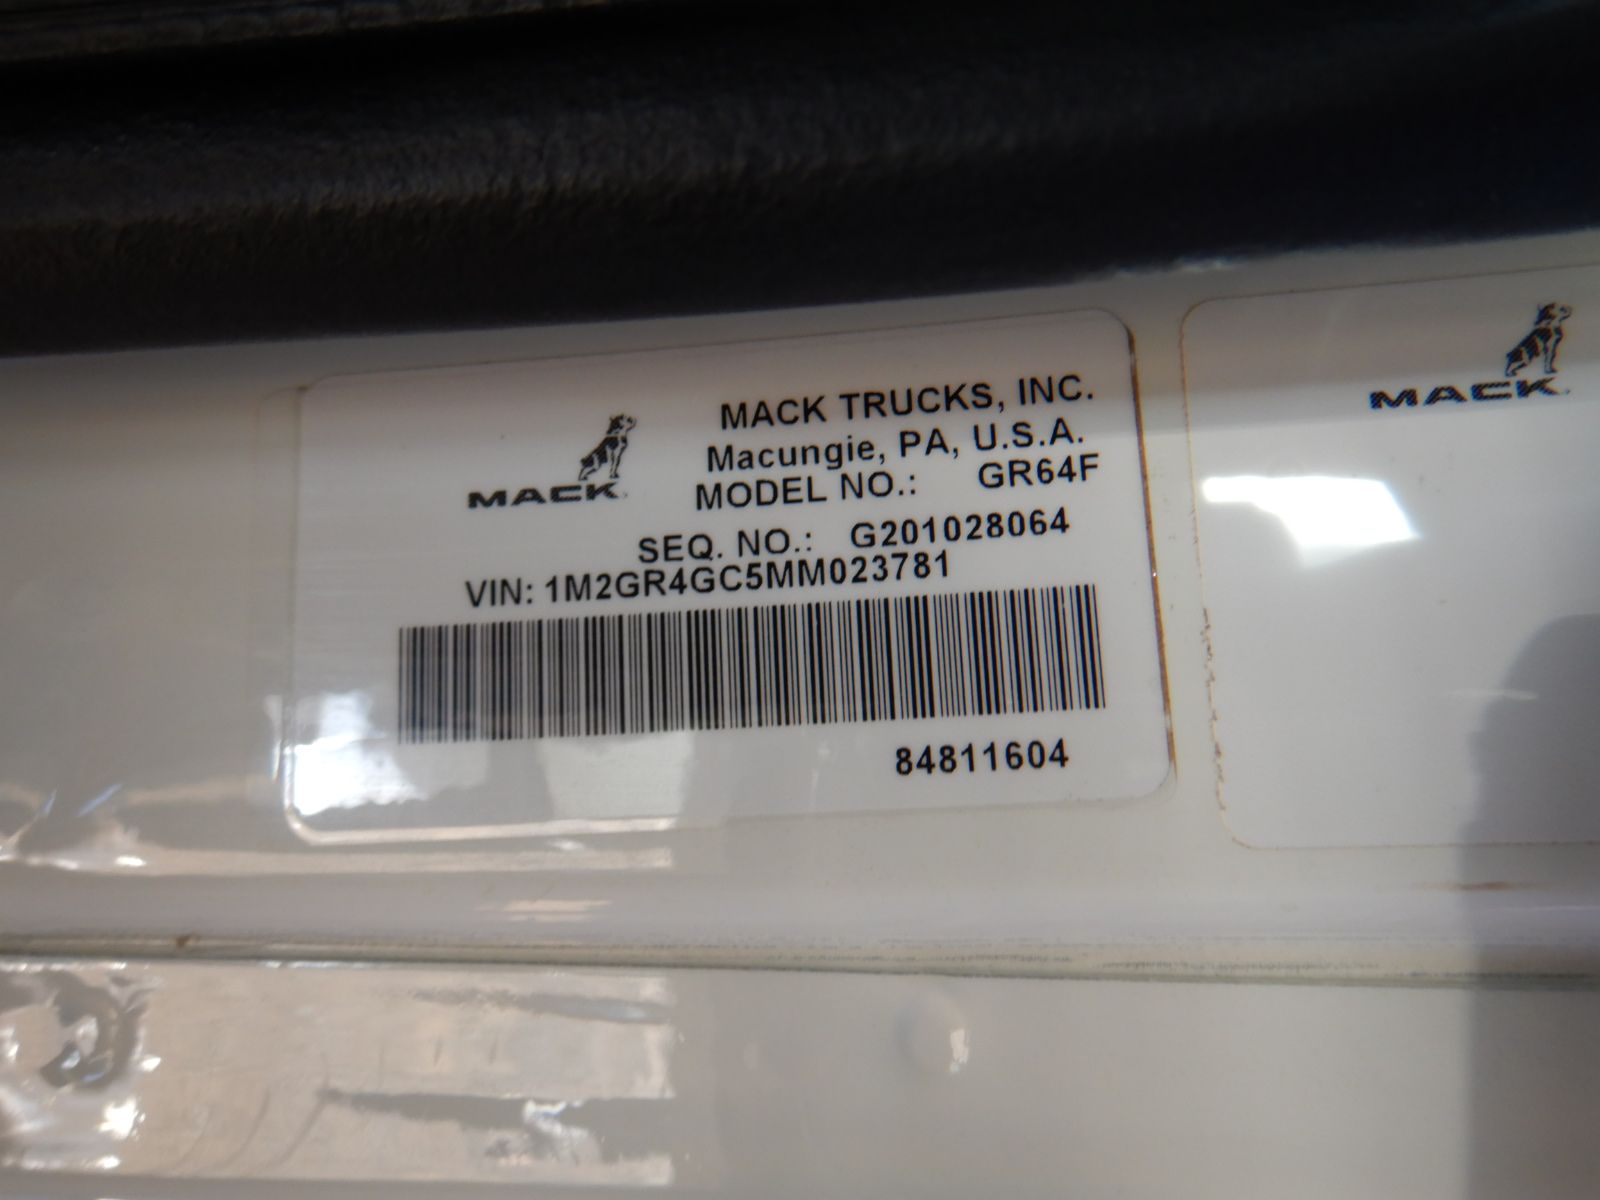 MACK TRUCKS, INC.
Macungie, PA, U.S.A.
MACK
MODEL NO.: GR64F
SEQ. NO.: G201028064
VIN: 1M2GR4GC5MM023781
84811604
MACK